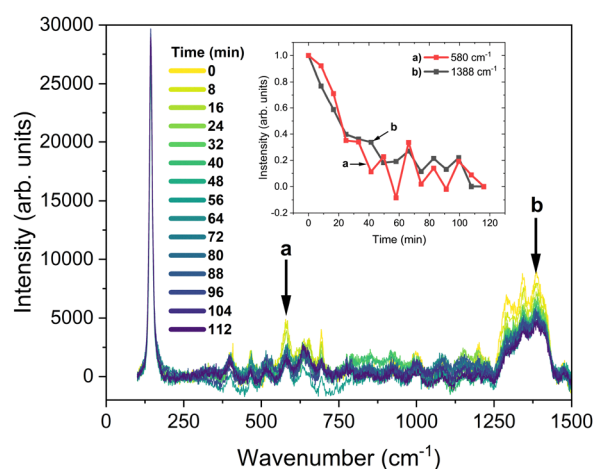 30000
25000
20000
15000
10000
5000
0
Intensity (arb. units)
Time (min)
0
8
16
24
32
40
48
56
64
72
80
88
96
104
112
1.0
0.8
0.6
0.4
0.2
0.0
-0.2
Instensity (arb. units)
a) 580 cm⁻¹
b) 1388 cm⁻¹
b
a
0 20 40 60 80 100 120
Time (min)
a
b
0 250 500 750 1000 1250 1500
Wavenumber (cm⁻¹)